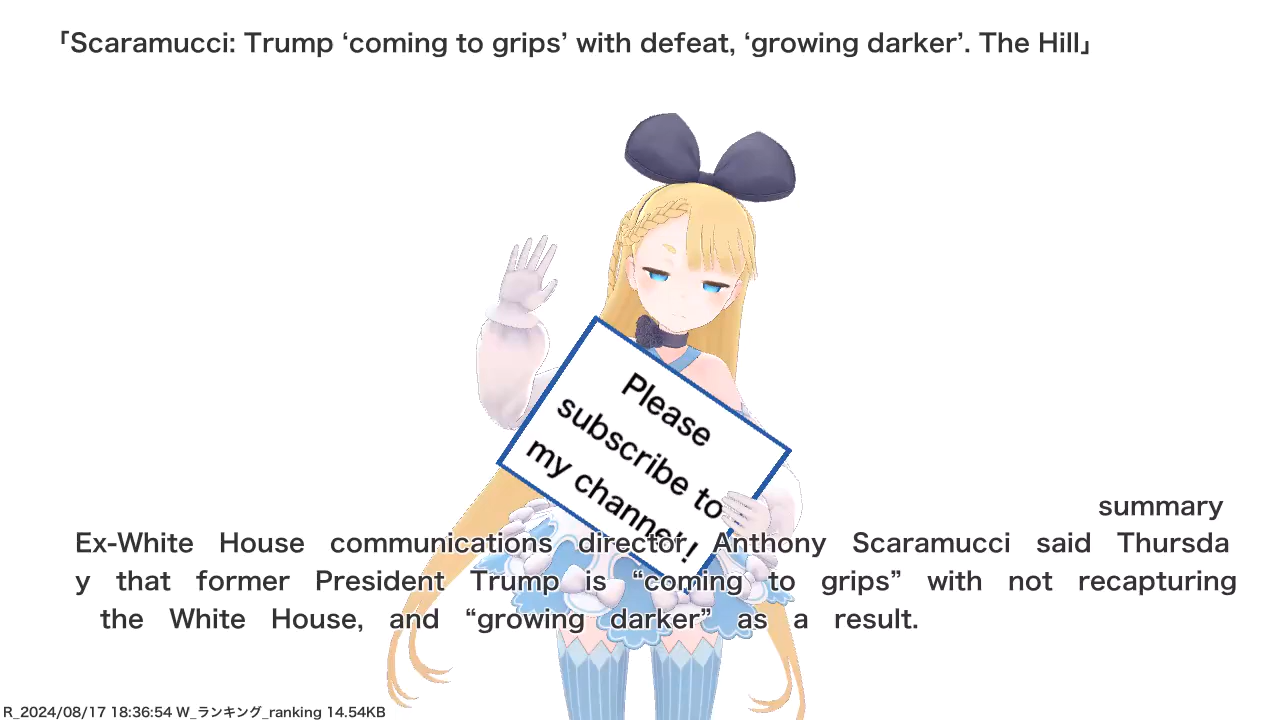 「Scaramucci: Trump ‘coming to grips’ with defeat, ‘growing darker’. The Hill」
Please
subscribe to
my channel!
summary
Ex-White House communications director Anthony Scaramucci said Thursda
y that former President Trump is “coming to grips” with not recapturing
the White House, and “growing darker” as a result.
R_2024/08/17 18:36:54 W_ランキング_ranking 14.54KB